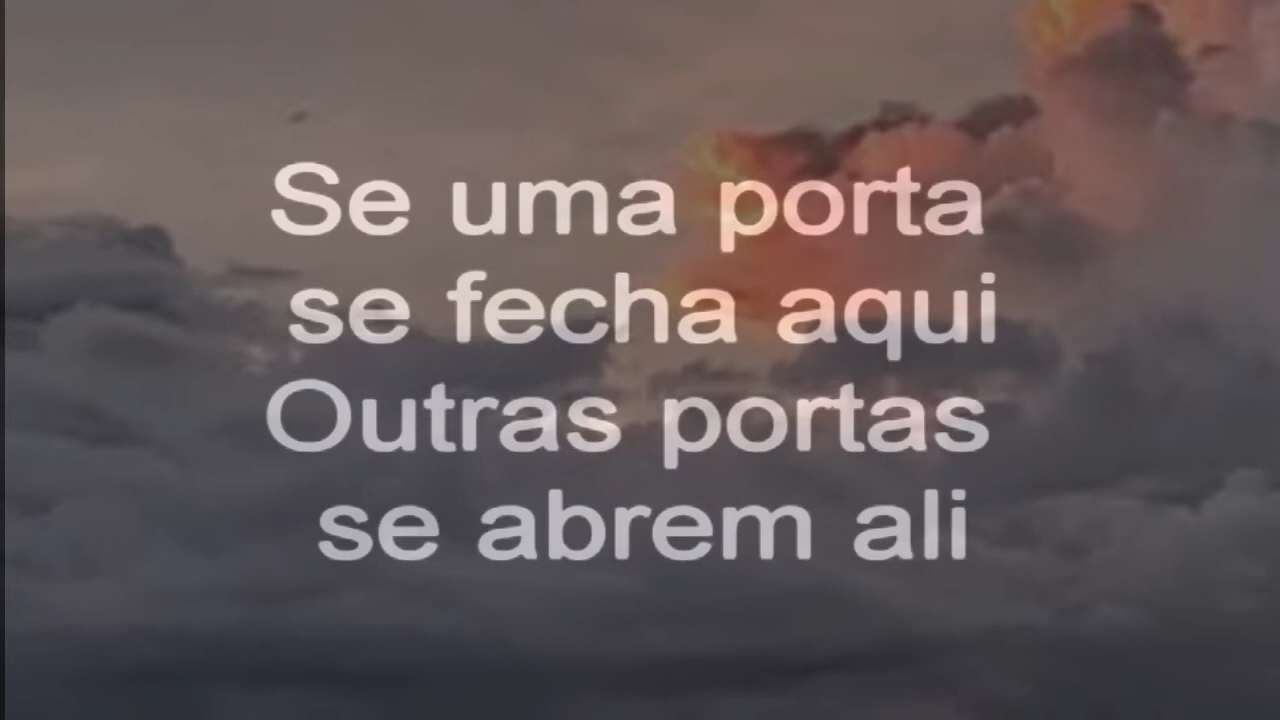 Se uma porta
se fecha aqui
Outras portas
se abrem ali